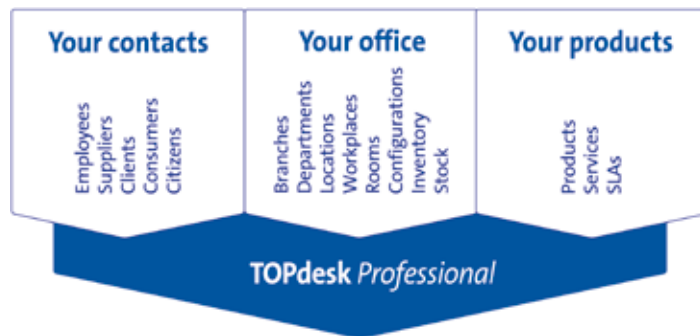 Your contacts
Employees
Suppliers
Clients
Consumers
Citizens
Your office
Branches
Departments
Locations
Workplaces
Rooms
Configurations
Inventory
Stock
Your products
Products
Services
SLAs
TOPdesk Professional